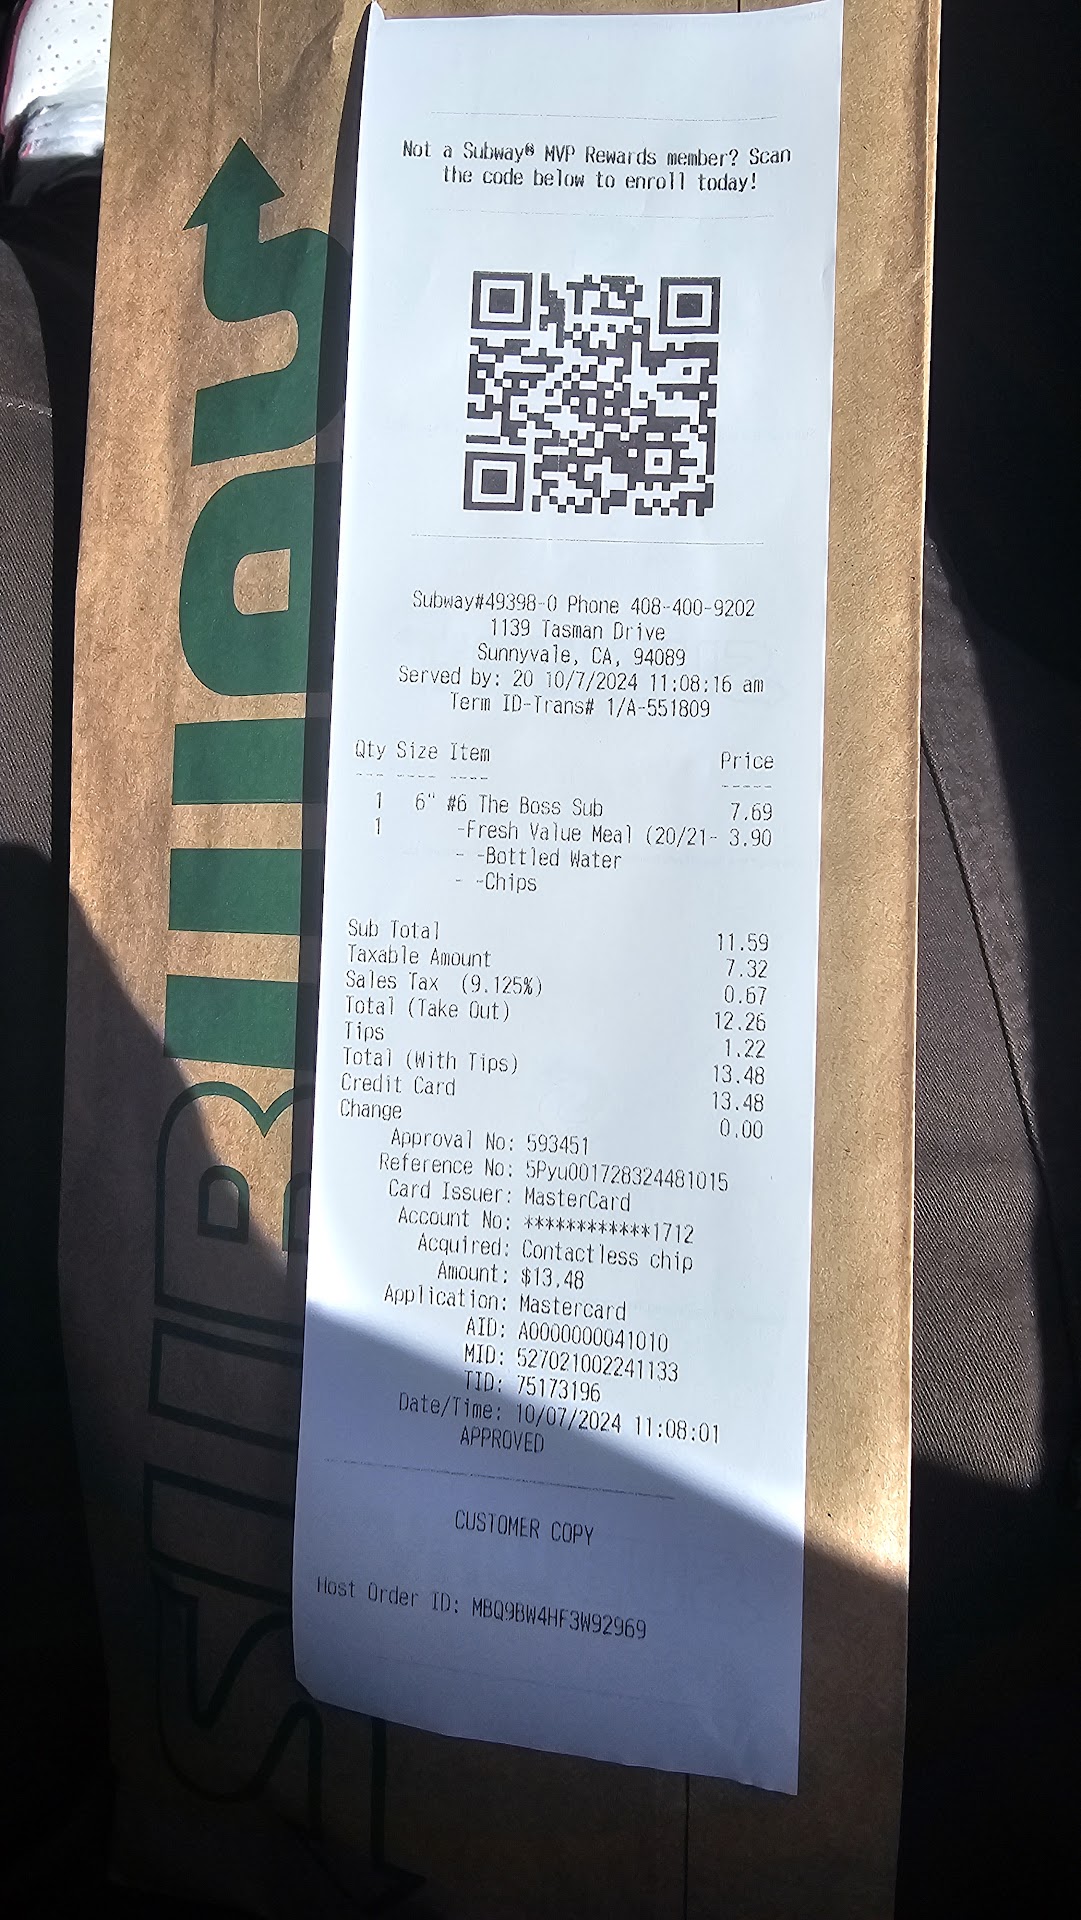 Not a Subway® MVP Rewards member? Scan
the code below to enroll today!
Subway#49398-0 Phone 408-400-9202
1139 Tasman Drive
Sunnyvale, CA, 94089
Served by: 20 10/7/2024 11:08:16 am
Term ID-Trans# 1/A-551809
Qty Size Item Price
--- ---- ---- -----
1 6" #6 The Boss Sub 7.69
1 -Fresh Value Meal (20/21- 3.90
- -Bottled Water
- -Chips
Sub Total 11.59
Taxable Amount 7.32
Sales Tax (9.125%) 0.67
Total (Take Out) 12.26
Tips 1.22
Total (With Tips) 13.48
Credit Card 13.48
Change 0.00
Approval No: 593451
Reference No: 5Pyu001728324481015
Card Issuer: MasterCard
Account No: ************1712
Acquired: Contactless chip
Amount: $13.48
Application: Mastercard
AID: A0000000041010
MID: 527021002241133
TID: 75173196
Date/Time: 10/07/2024 11:08:01
APPROVED
CUSTOMER COPY
Host Order ID: MBQ9BW4HF3W92969
SUBWAY